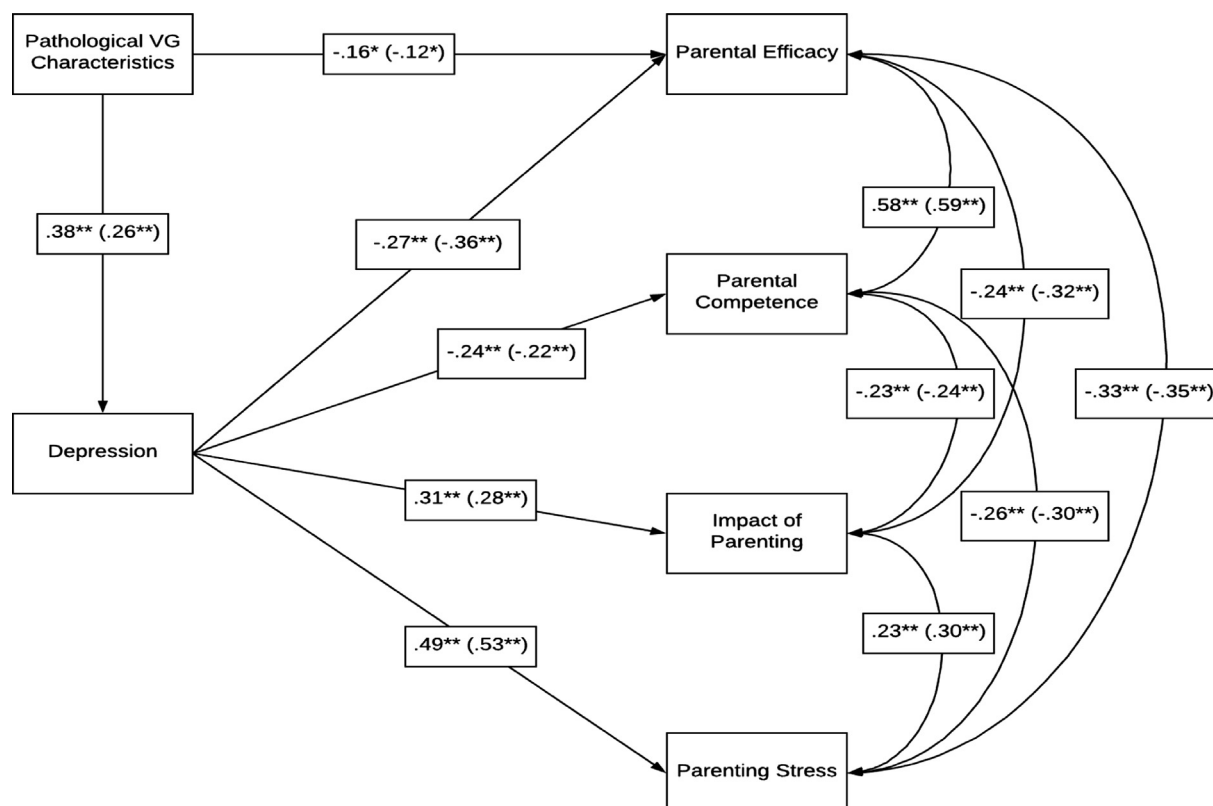 Pathological VG
Characteristics
-.16* (-.12*)
Parental Efficacy
.38** (.26**)
-.27** (-.36**)
.58** (.59**)
Parental
Competence
-.24** (-.32**)
-.24** (-.22**)
-.23** (-.24**)
-.33** (-.35**)
Depression
.31** (.28**)
Impact of
Parenting
-.26** (-.30**)
.49** (.53**)
.23** (.30**)
Parenting Stress